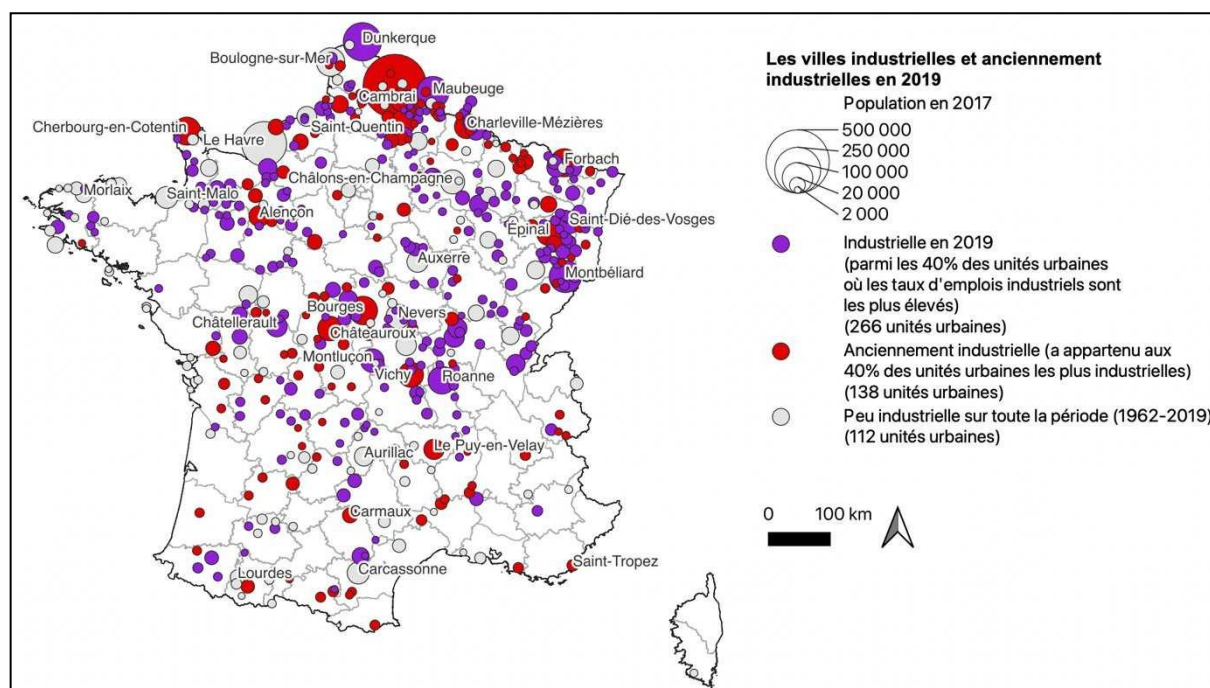 Dunkerque
Boulogne-sur-Mer
Maubeuge
Cambrai
Cherbourg-en-Cotentin
Saint-Quentin
Charleville-Mézières
Le Havre
Forbach
Châlons-en-Champagne
Morlaix
Saint-Malo
Alençon
Saint-Dié-des-Vosges
Épinal
Auxerre
Montbéliard
Bourges
Nevers
Châtellerault
Châteauroux
Montluçon
Vichy
Roanne
Le Puy-en-Velay
Aurillac
Carmaux
Saint-Tropez
Lourdes
Carcassonne
Les villes industrielles et anciennement
industrielles en 2019
Population en 2017
500 000
250 000
100 000
20 000
2 000
Industrielle en 2019
(parmi les 40% des unités urbaines
où les taux d'emplois industriels sont
les plus élevés)
(266 unités urbaines)
Anciennement industrielle (a appartenu aux
40% des unités urbaines les plus industrielles)
(138 unités urbaines)
Peu industrielle sur toute la période (1962-2019)
(112 unités urbaines)
0 100 km